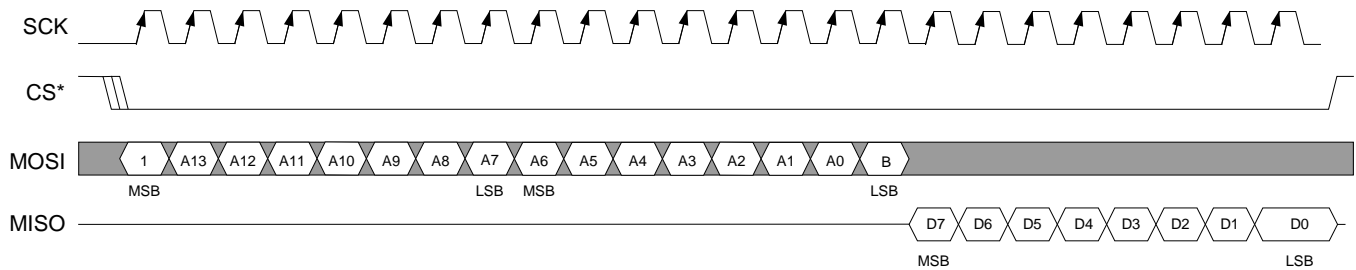 SCK
CS*
MOSI 1 A13 A12 A11 A10 A9 A8 A7 A6 A5 A4 A3 A2 A1 A0 B
MSB LSB MSB LSB
MISO D7 D6 D5 D4 D3 D2 D1 D0
MSB LSB